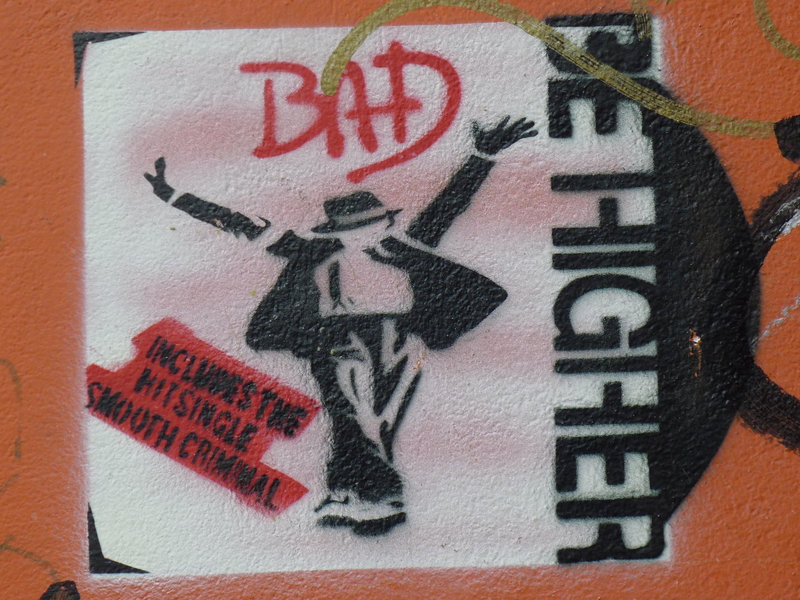 BAD
BE HIGHER
INCLUDES THE
HIT SINGLE
SMOOTH CRIMINAL